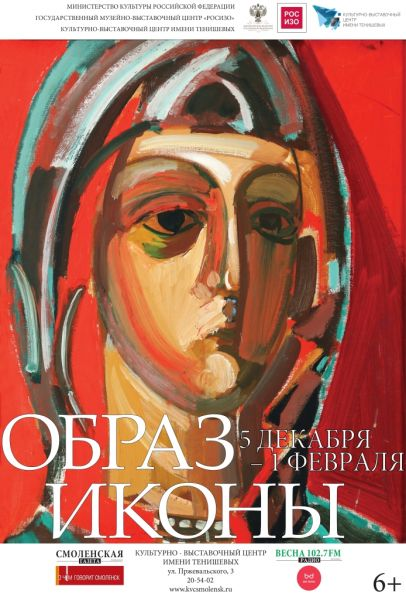 МИНИСТЕРСТВО КУЛЬТУРЫ РОССИЙСКОЙ ФЕДЕРАЦИИ
ГОСУДАРСТВЕННЫЙ МУЗЕЙНО-ВЫСТАВОЧНЫЙ ЦЕНТР «РОСИЗО»
КУЛЬТУРНО-ВЫСТАВОЧНЫЙ ЦЕНТР ИМЕНИ ТЕНИШЕВЫХ
РОС
ИЗО
КУЛЬТУРНО-ВЫСТАВОЧНЫЙ
ЦЕНТР
ИМЕНИ ТЕНИШЕВЫХ
ОБРАЗ
ИКОНЫ
5 ДЕКАБРЯ
– 1 ФЕВРАЛЯ
СМОЛЕНСКАЯ
ГАЗЕТА
О ЧЕМ ГОВОРИТ СМОЛЕНСК
КУЛЬТУРНО - ВЫСТАВОЧНЫЙ ЦЕНТР
ИМЕНИ ТЕНИШЕВЫХ
ул. Пржевальского, 3
20-54-02
www.kvcsmolensk.ru
ВЕСНА 102.7 FM
РАДИО
bd
6+